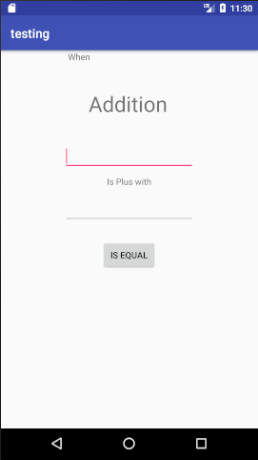 11:30
testing
When
Addition
Is Plus with
IS EQUAL